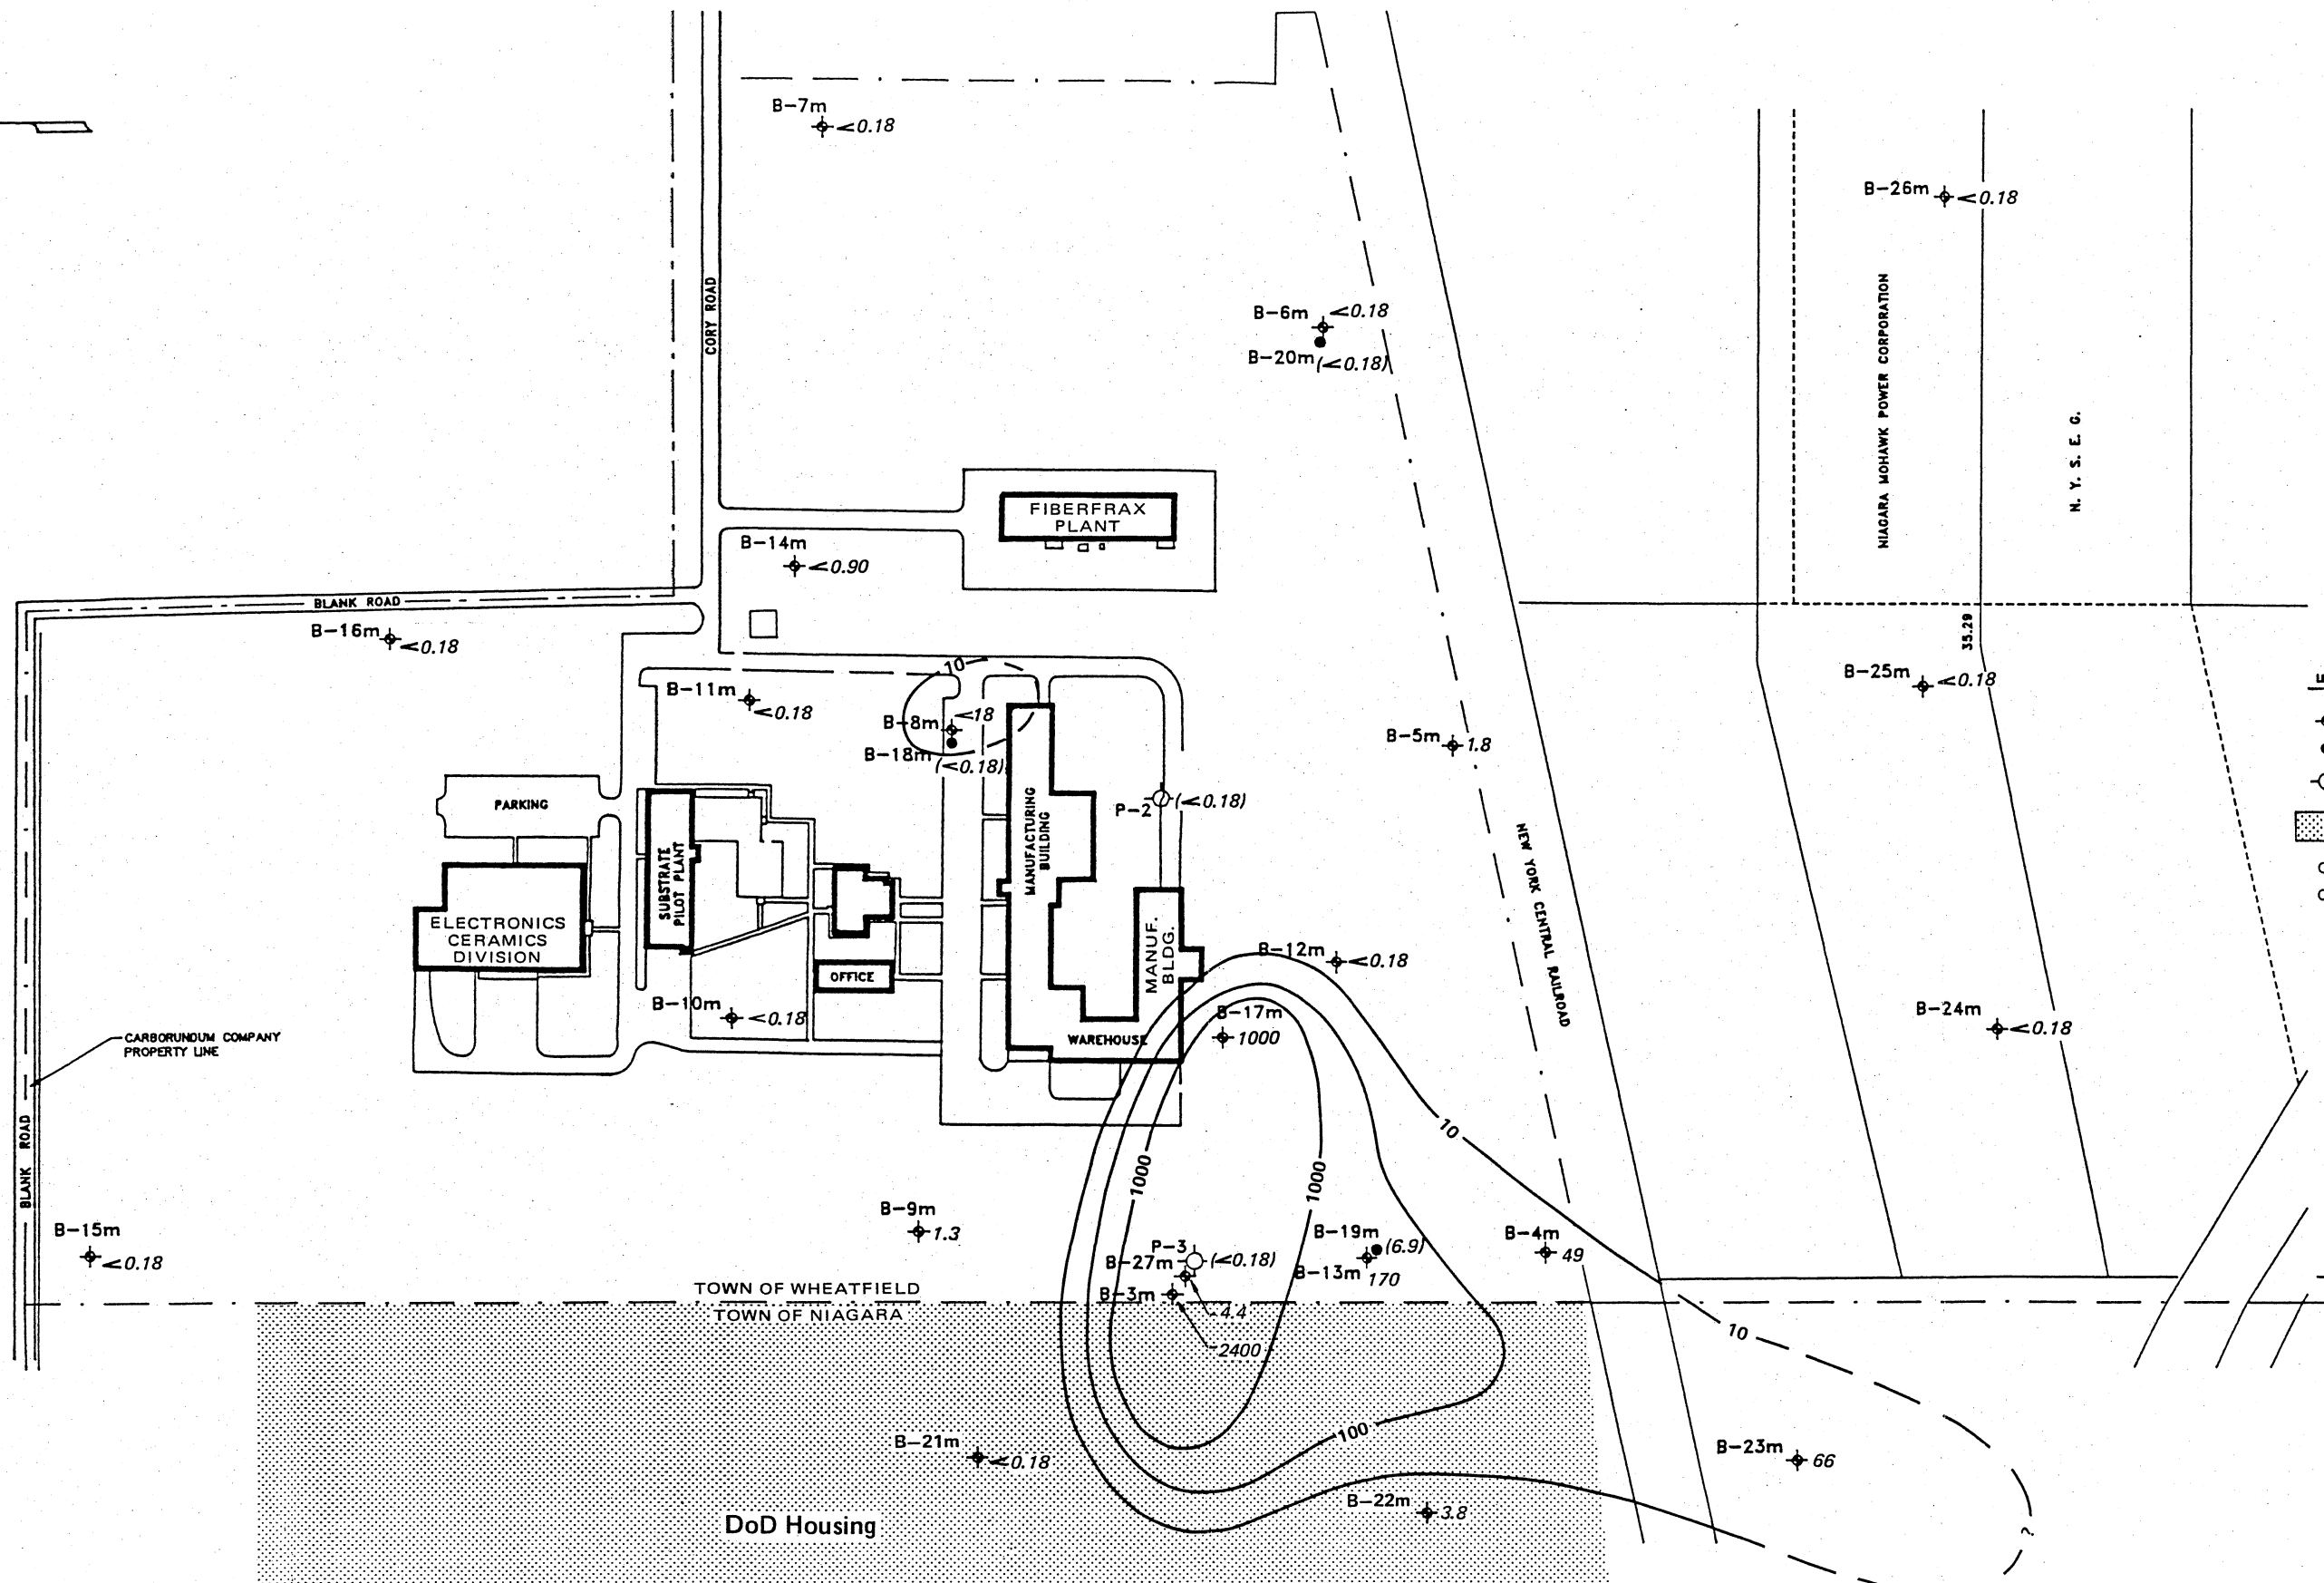 B-7m
<0.18
B-26m
<0.18
CORY ROAD
B-6m
<0.18
B-20m
(<0.18)
NIAGARA MOHAWK POWER CORPORATION
N. Y. S. E. G.
FIBERFRAX
PLANT
B-14m
<0.90
BLANK ROAD
B-16m
<0.18
35.29
10
B-11m
<0.18
B-25m
<0.18
B-8m
<18
B-18m
(<0.18)
B-5m
1.8
PARKING
P-2
(<0.18)
MANUFACTURING
BUILDING
SUBSTRATE
PILOT PLANT
NEW YORK CENTRAL RAILROAD
ELECTRONICS
CERAMICS
DIVISION
MANUF.
BLDG.
B-12m
<0.18
OFFICE
B-10m
<0.18
B-17m
1000
B-24m
<0.18
WAREHOUSE
CARBORUNDUM COMPANY
PROPERTY LINE
10
BLANK ROAD
1000
1000
B-15m
<0.18
B-9m
1.3
P-3
(<0.18)
B-27m
B-19m
(6.9)
B-13m
170
B-4m
49
B-3m
4.4
2400
TOWN OF WHEATFIELD
TOWN OF NIAGARA
10
100
B-21m
<0.18
B-23m
66
B-22m
3.8
DoD Housing
?